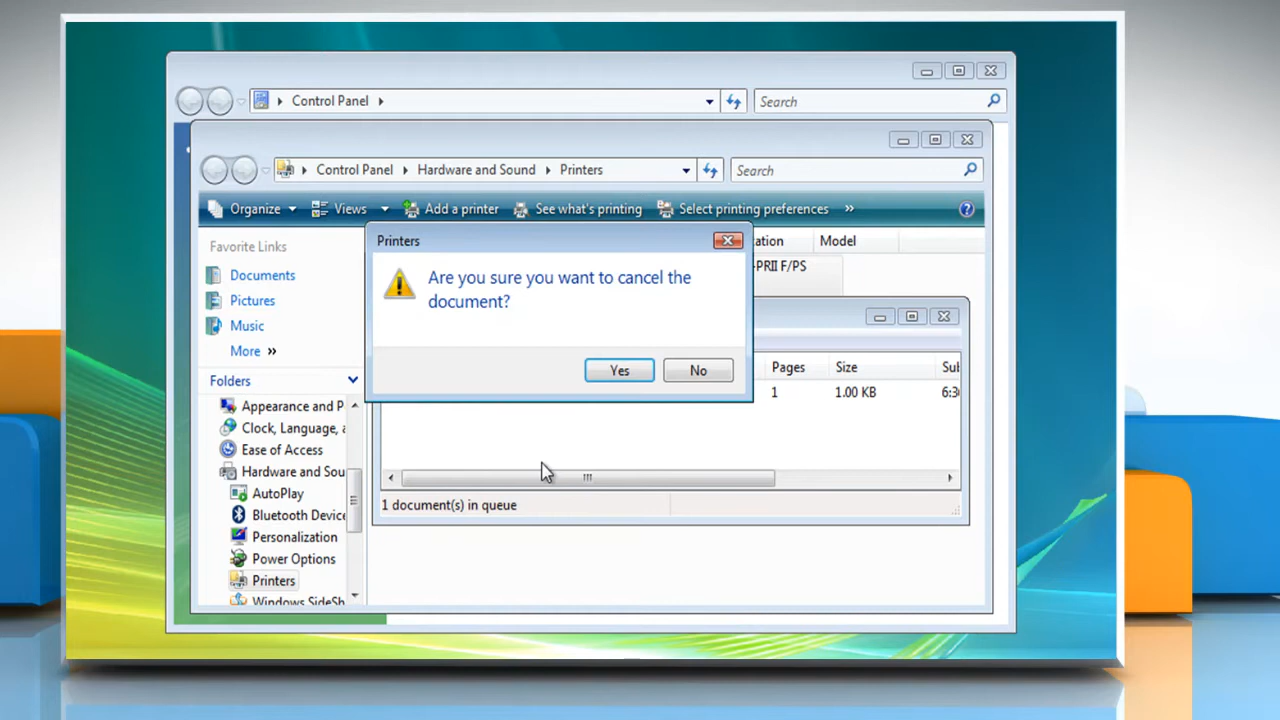 Control Panel
Search
Control Panel Hardware and Sound Printers
Search
Organize Views Add a printer See what's printing Select printing preferences »
Favorite Links
Documents
Pictures
Music
More »
Folders
Appearance and P
Clock, Language, a
Ease of Access
Hardware and Sou
AutoPlay
Bluetooth Device
Personalization
Power Options
Printers
Windows SideSh
Model
-PRII F/PS
Printers
Are you sure you want to cancel the
document?
Yes No
Pages Size
1 1.00 KB
1 document(s) in queue